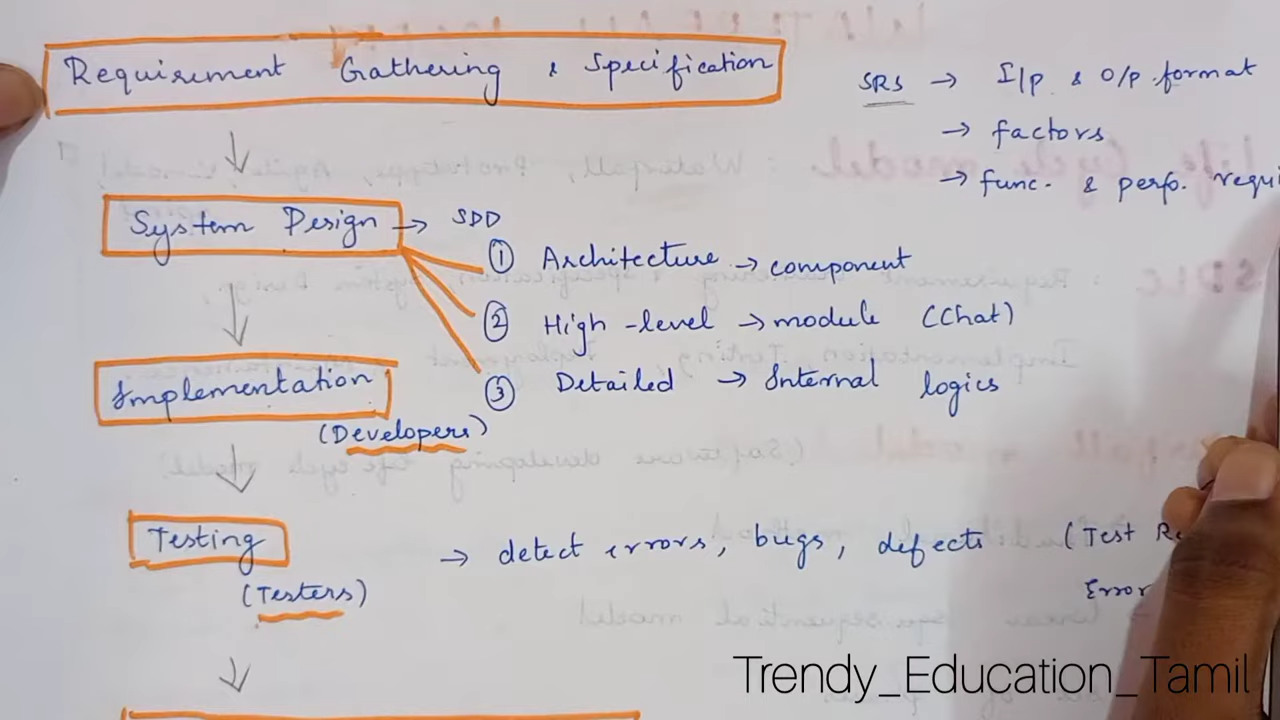 Requirement Gathering & Specification
SRS → I/p & O/p format
→ factors
→ func. & perfo. requi
System Design → SDD
① Architecture → component
② High-level → module (Chat)
③ Detailed → Internal logics
Implementation
(Developers)
Testing → detect errors, bugs, defects (Test Re
(Testers) Error
Trendy_Education_Tamil